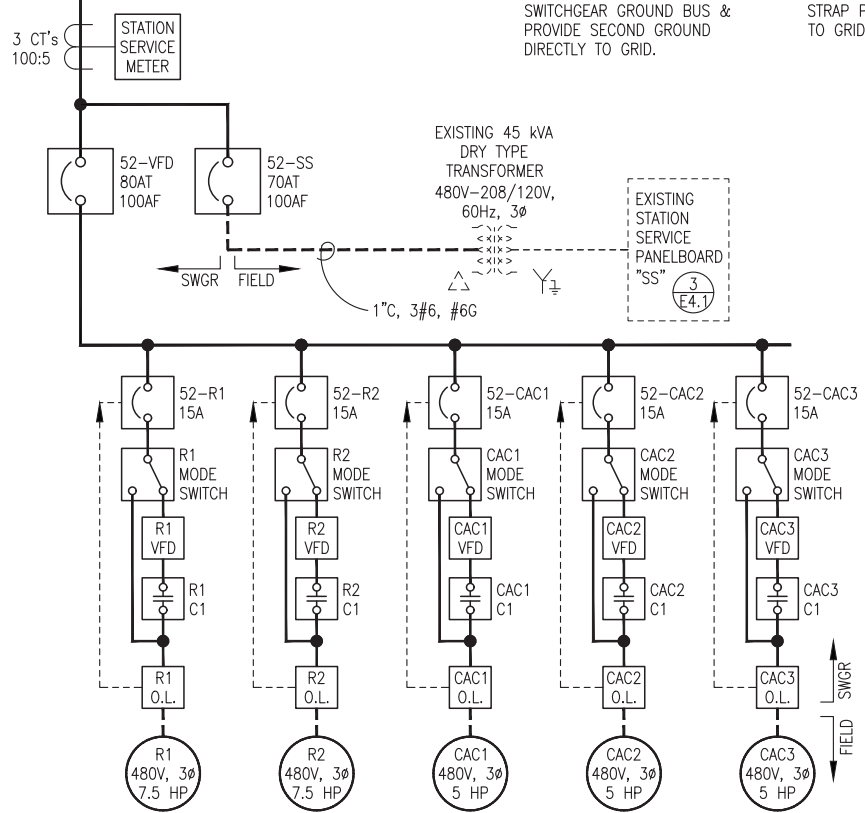 SWITCHGEAR GROUND BUS &
PROVIDE SECOND GROUND
DIRECTLY TO GRID.
STRAP
TO GRID
3 CT's
100:5
STATION
SERVICE
METER
52-VFD
80AT
100AF
52-SS
70AT
100AF
EXISTING 45 kVA
DRY TYPE
TRANSFORMER
480V-208/120V,
60Hz, 3ø
EXISTING
STATION
SERVICE
PANELBOARD
"SS"
3
E4.1
SWGR
FIELD
1"C, 3#6, #6G
52-R1
15A
52-R2
15A
52-CAC1
15A
52-CAC2
15A
52-CAC3
15A
R1
MODE
SWITCH
R2
MODE
SWITCH
CAC1
MODE
SWITCH
CAC2
MODE
SWITCH
CAC3
MODE
SWITCH
R1
VFD
R2
VFD
CAC1
VFD
CAC2
VFD
CAC3
VFD
R1
C1
R2
C1
CAC1
C1
CAC2
C1
CAC3
C1
R1
O.L.
R2
O.L.
CAC1
O.L.
CAC2
O.L.
CAC3
O.L.
SWGR
FIELD
R1
480V, 3ø
7.5 HP
R2
480V, 3ø
7.5 HP
CAC1
480V, 3ø
5 HP
CAC2
480V, 3ø
5 HP
CAC3
480V, 3ø
5 HP